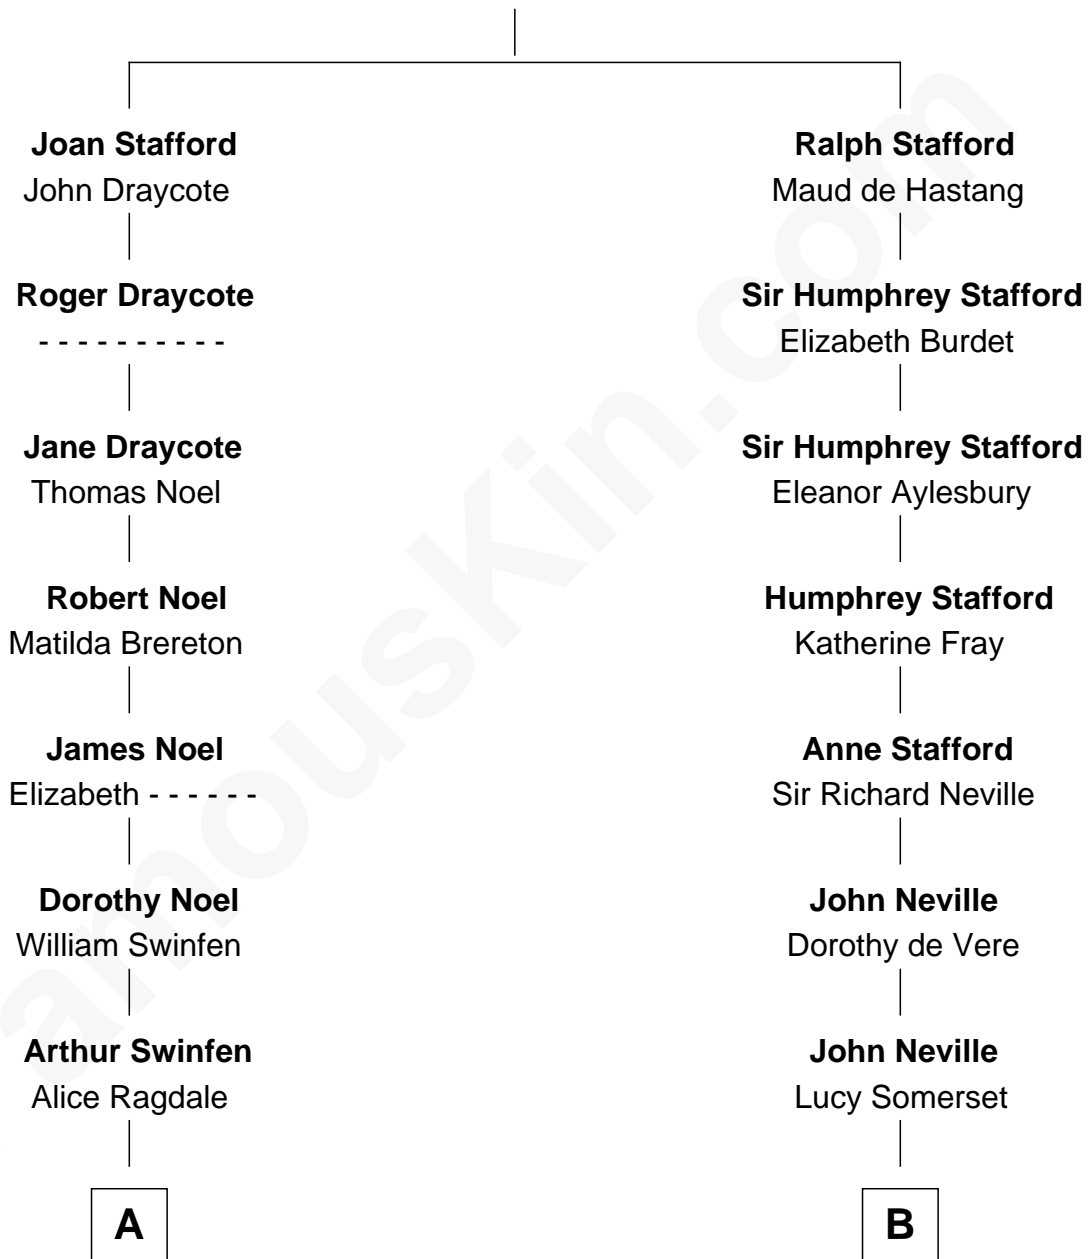 Joan Stafford
John Draycote
Roger Draycote
- - - - - - - - - -
Jane Draycote
Thomas Noel
Robert Noel
Matilda Brereton
James Noel
Elizabeth - - - - - -
Dorothy Noel
William Swinfen
Arthur Swinfen
Alice Ragdale
A
Ralph Stafford
Maud de Hastang
Sir Humphrey Stafford
Elizabeth Burdet
Sir Humphrey Stafford
Eleanor Aylesbury
Humphrey Stafford
Katherine Fray
Anne Stafford
Sir Richard Neville
John Neville
Dorothy de Vere
John Neville
Lucy Somerset
B
amouskin.com